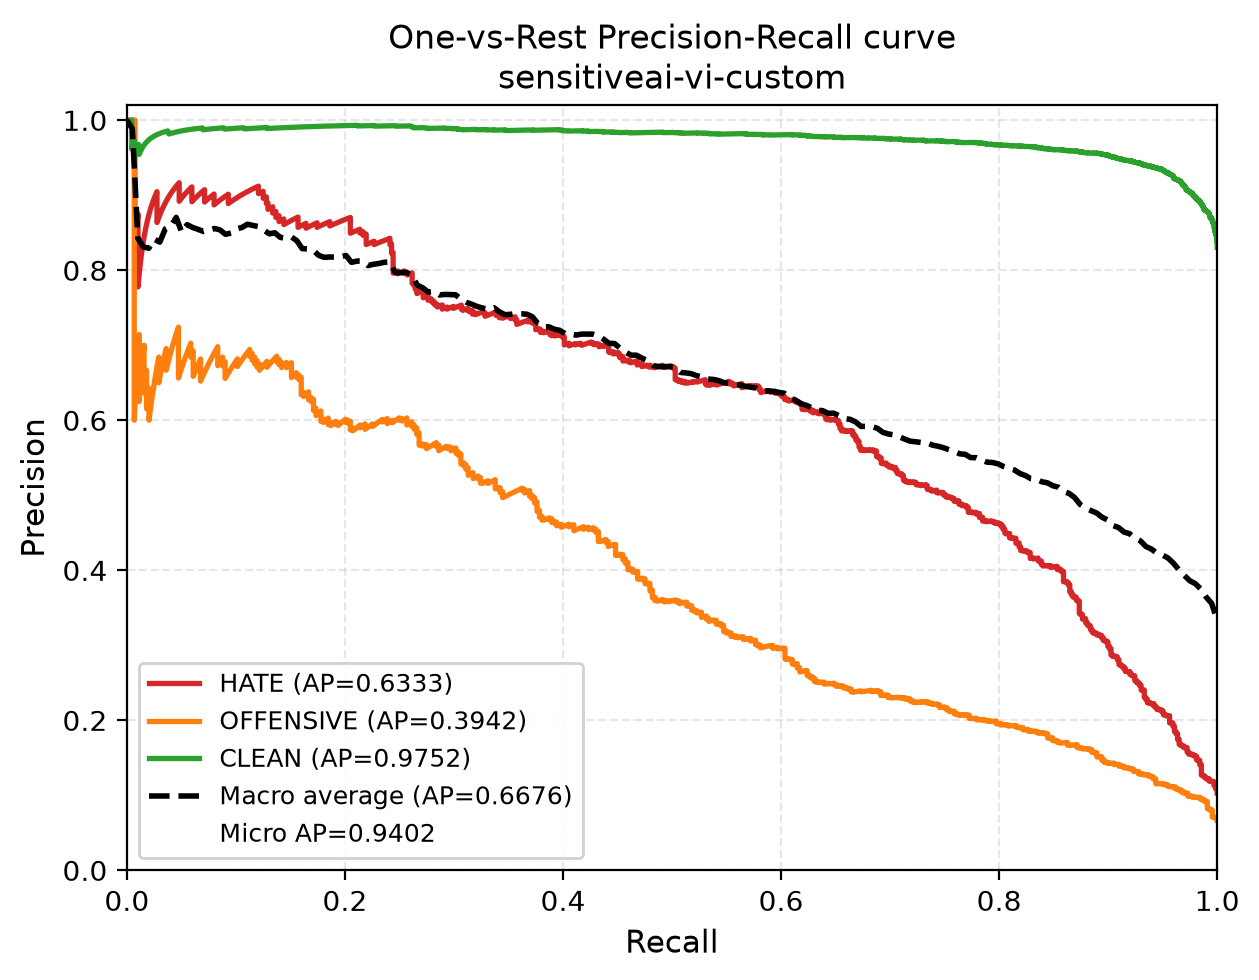 One-vs-Rest Precision-Recall curve
sensitiveai-vi-custom
Precision
1.0
0.8
0.6
0.4
0.2
0.0
HATE (AP=0.6333)
OFFENSIVE (AP=0.3942)
CLEAN (AP=0.9752)
Macro average (AP=0.6676)
Micro AP=0.9402
0.0 0.2 0.4 0.6 0.8 1.0
Recall